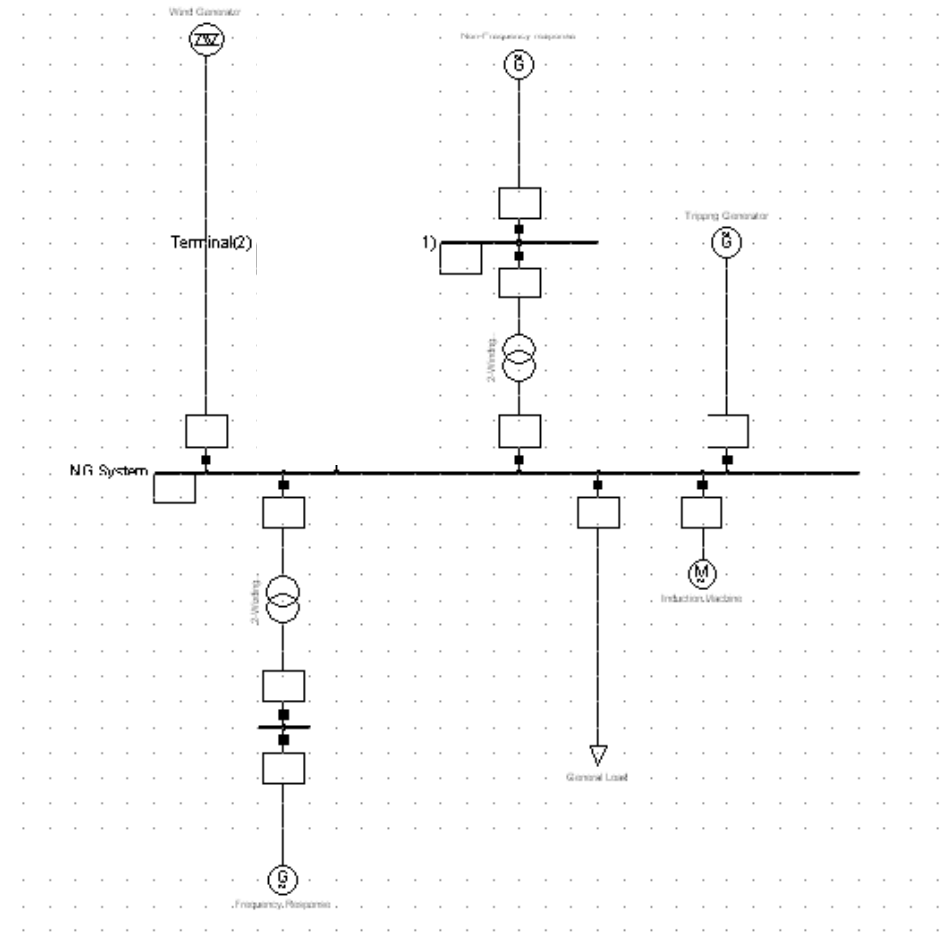 Wind Generator
Non-Frequency response
G
Tripping Generator
G
Terminal(2)
1)
2-Winding...
NG System
2-Winding...
M
Induction Machine
General Load
G
Frequency Response